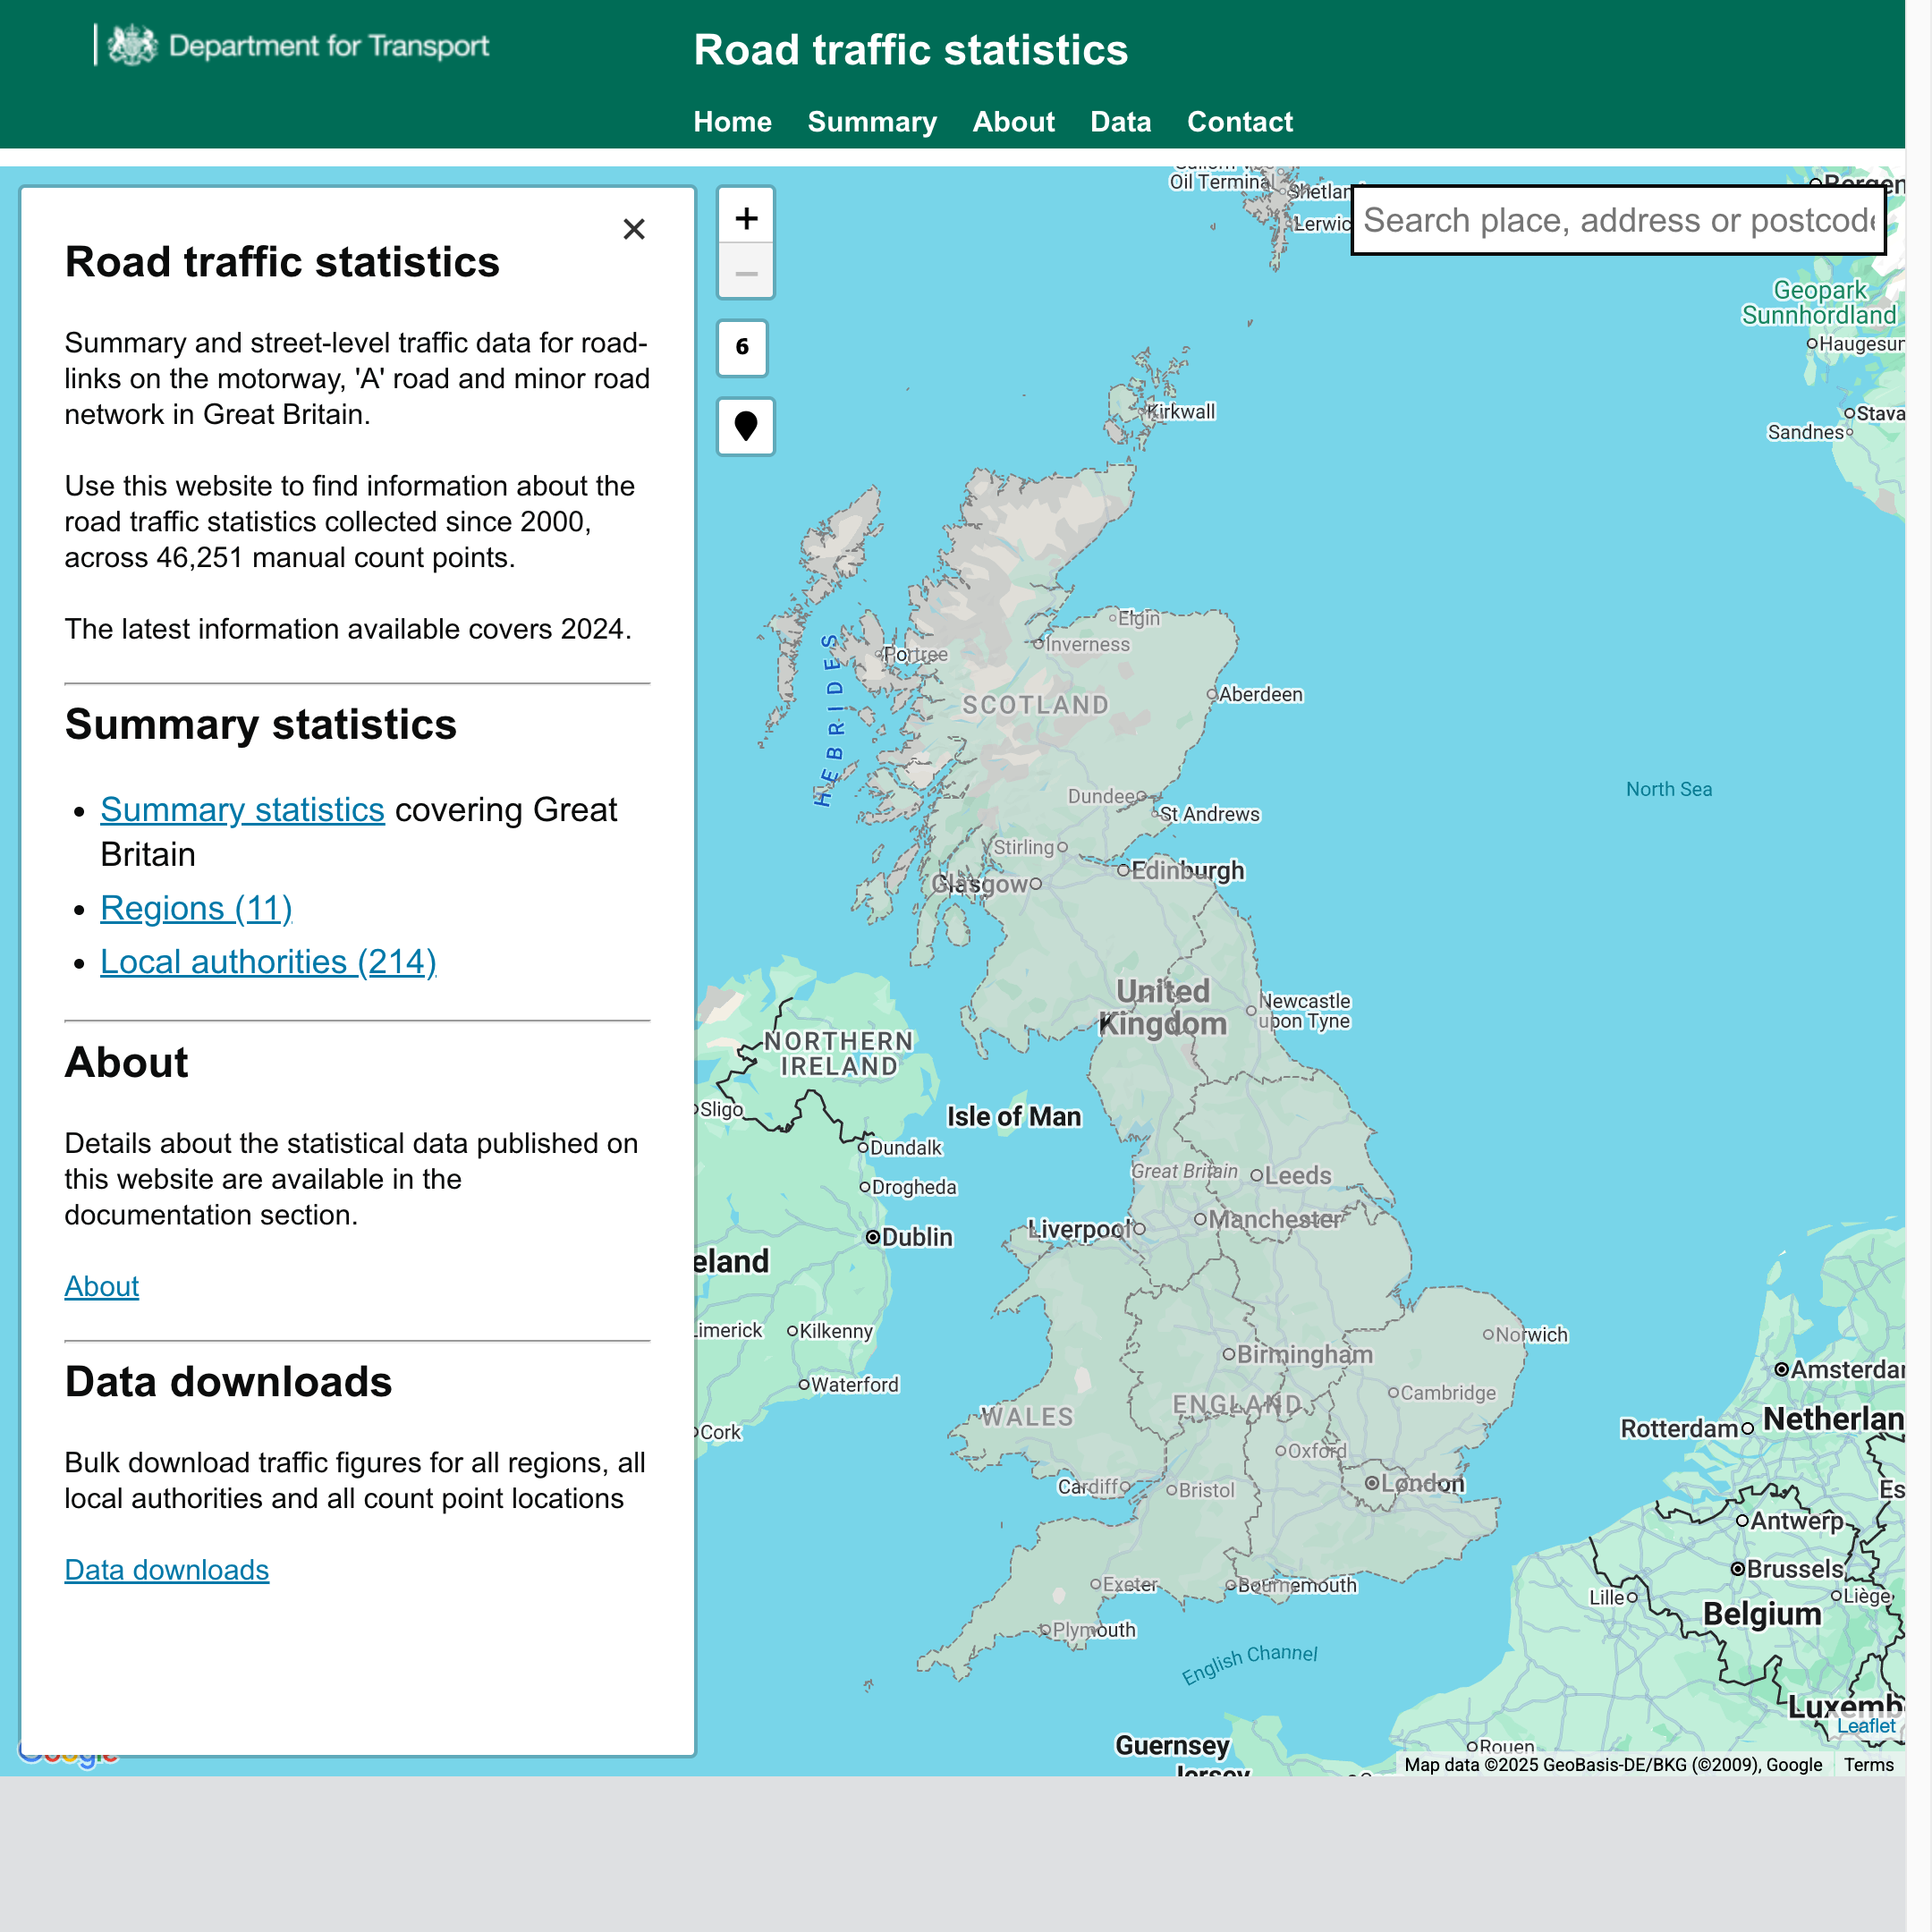 Department for Transport
Road traffic statistics
Home Summary About Data Contact
×
Road traffic statistics
Summary and street-level traffic data for road-
links on the motorway, 'A' road and minor road
network in Great Britain.
Use this website to find information about the
road traffic statistics collected since 2000,
across 46,251 manual count points.
The latest information available covers 2024.
Summary statistics
• Summary statistics covering Great
Britain
• Regions (11)
• Local authorities (214)
About
Details about the statistical data published on
this website are available in the
documentation section.
About
Data downloads
Bulk download traffic figures for all regions, all
local authorities and all count point locations
Data downloads
+
−
6
Search place, address or postcode
Oil Terminal
Shetlan
Lerwic
Bergen
Geopark
Sunnhordland
Haugesun
Stava
Sandnes
Kirkwall
Elgin
Inverness
Portree
HEBRIDES
SCOTLAND
Aberdeen
North Sea
Dundee
St Andrews
Stirling
Edinburgh
Glasgow
United
Kingdom
Newcastle
upon Tyne
NORTHERN
IRELAND
Sligo
Isle of Man
Dundalk
Drogheda
Great Britain
Leeds
Manchester
Liverpool
Dublin
eland
Limerick
Kilkenny
Norwich
Birmingham
Amsterdam
Waterford
Cambridge
ENGLAND
WALES
Netherlan
Rotterdam
Cork
Oxford
London
Cardiff
Bristol
Es
Antwerp
Brussels
Exeter
Bournemouth
Lille
Liège
Belgium
Plymouth
English Channel
Luxemb
Leaflet
Guernsey
Rouen
Jersey
Google
Map data ©2025 GeoBasis-DE/BKG (©2009), Google
Terms